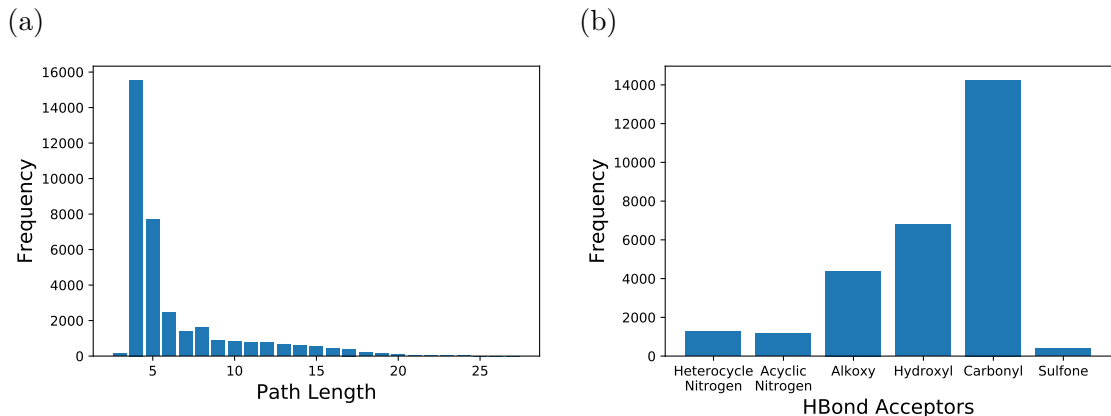 (a)
(b)
16000
14000
12000
10000
8000
6000
4000
2000
0
Frequency
5
10
15
20
25
Path Length
14000
12000
10000
8000
6000
4000
2000
0
Frequency
Heterocycle
Nitrogen
Acyclic
Nitrogen
Alkoxy
Hydroxyl
Carbonyl
Sulfone
HBond Acceptors